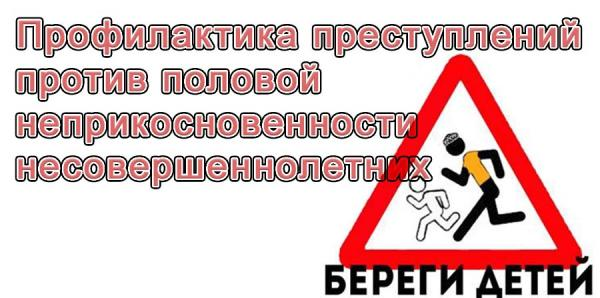 Профилактика преступлений
против половой
неприкосновенности
несовершеннолетних
БЕРЕГИ ДЕТЕЙ